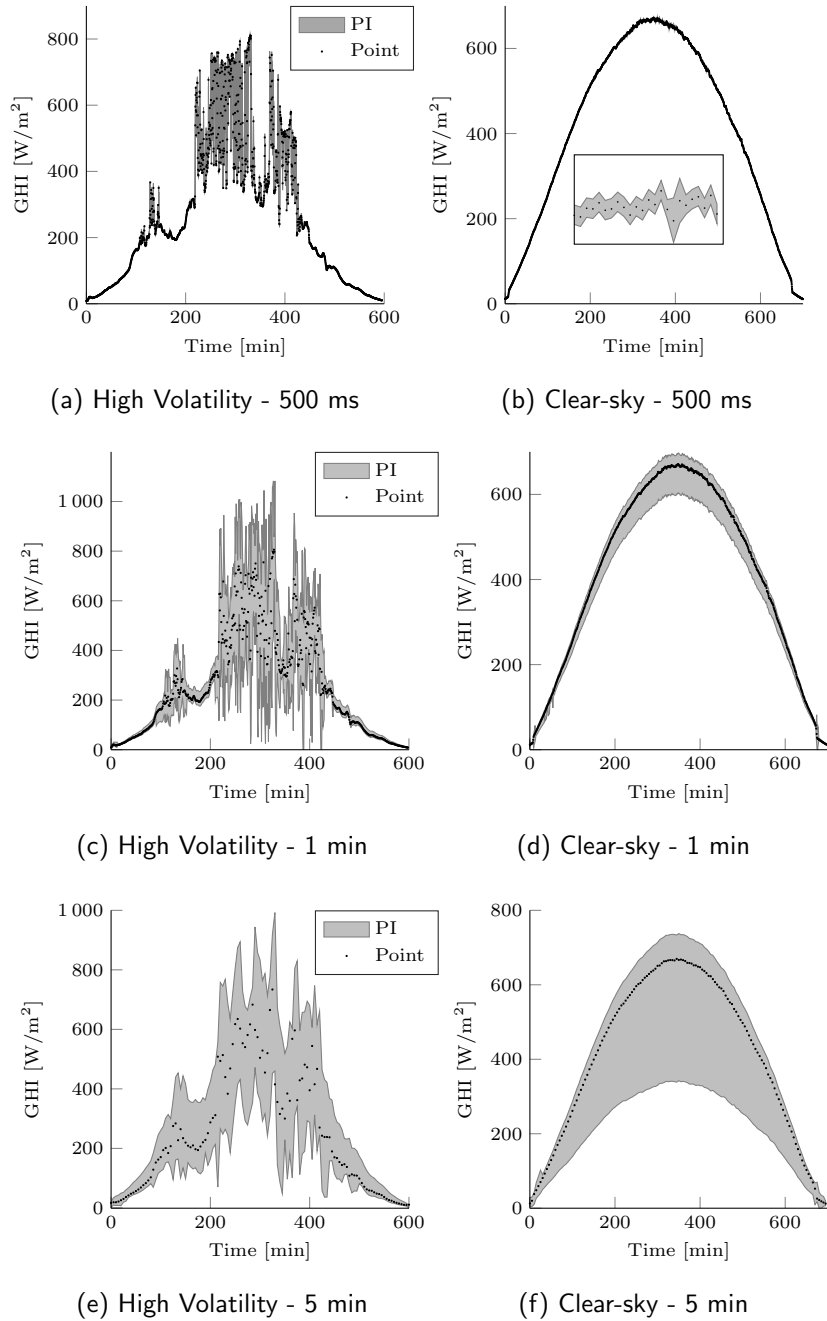 800
600
400
200
0
0
200
400
600
GHI [W/m²]
Time [min]
PI
Point
(a) High Volatility - 500 ms
600
400
200
0
0
200
400
600
GHI [W/m²]
Time [min]
(b) Clear-sky - 500 ms
1 000
800
600
400
200
0
0
200
400
600
GHI [W/m²]
Time [min]
PI
Point
(c) High Volatility - 1 min
600
400
200
0
0
200
400
600
GHI [W/m²]
Time [min]
(d) Clear-sky - 1 min
1 000
800
600
400
200
0
0
200
400
600
GHI [W/m²]
Time [min]
PI
Point
(e) High Volatility - 5 min
800
600
400
200
0
0
200
400
600
GHI [W/m²]
Time [min]
(f) Clear-sky - 5 min